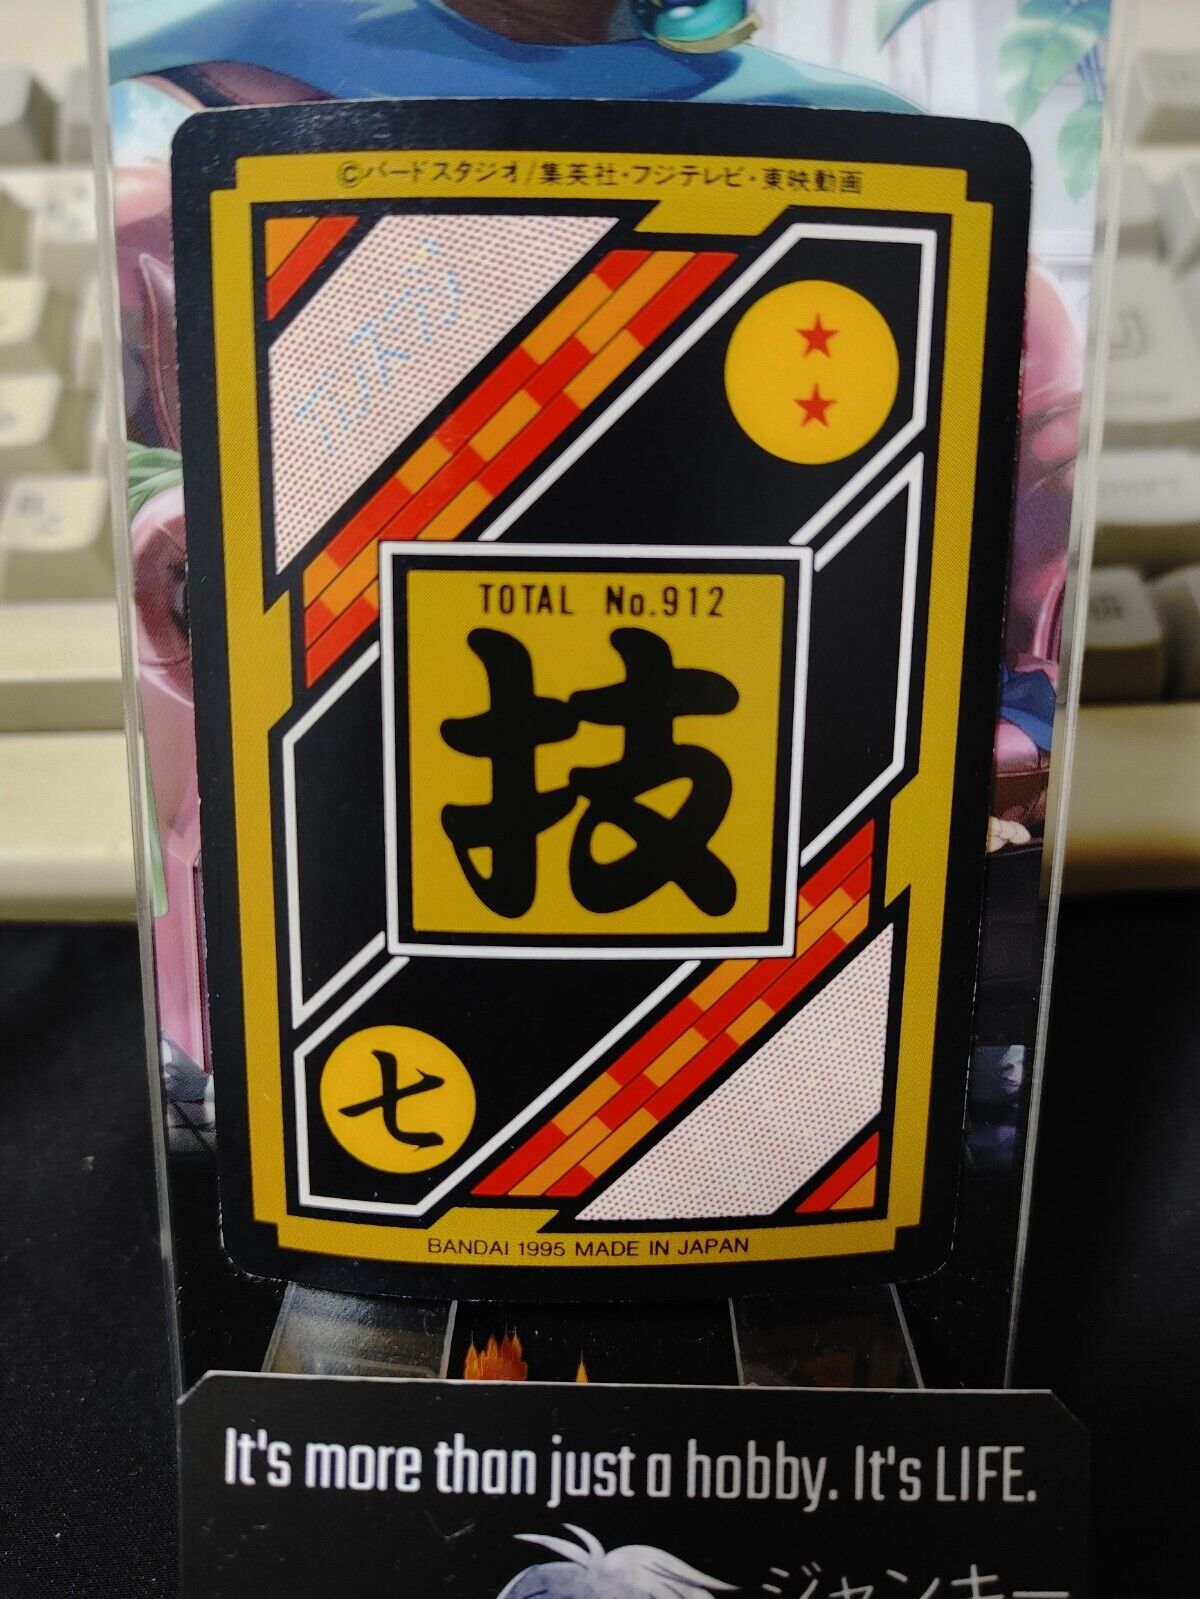 ©バードスタジオ/集英社・フジテレビ・東映動画
TOTAL No.912
技
七
BANDAI 1995 MADE IN JAPAN
It's more than just a hobby. It's LIFE.
ジャンキー